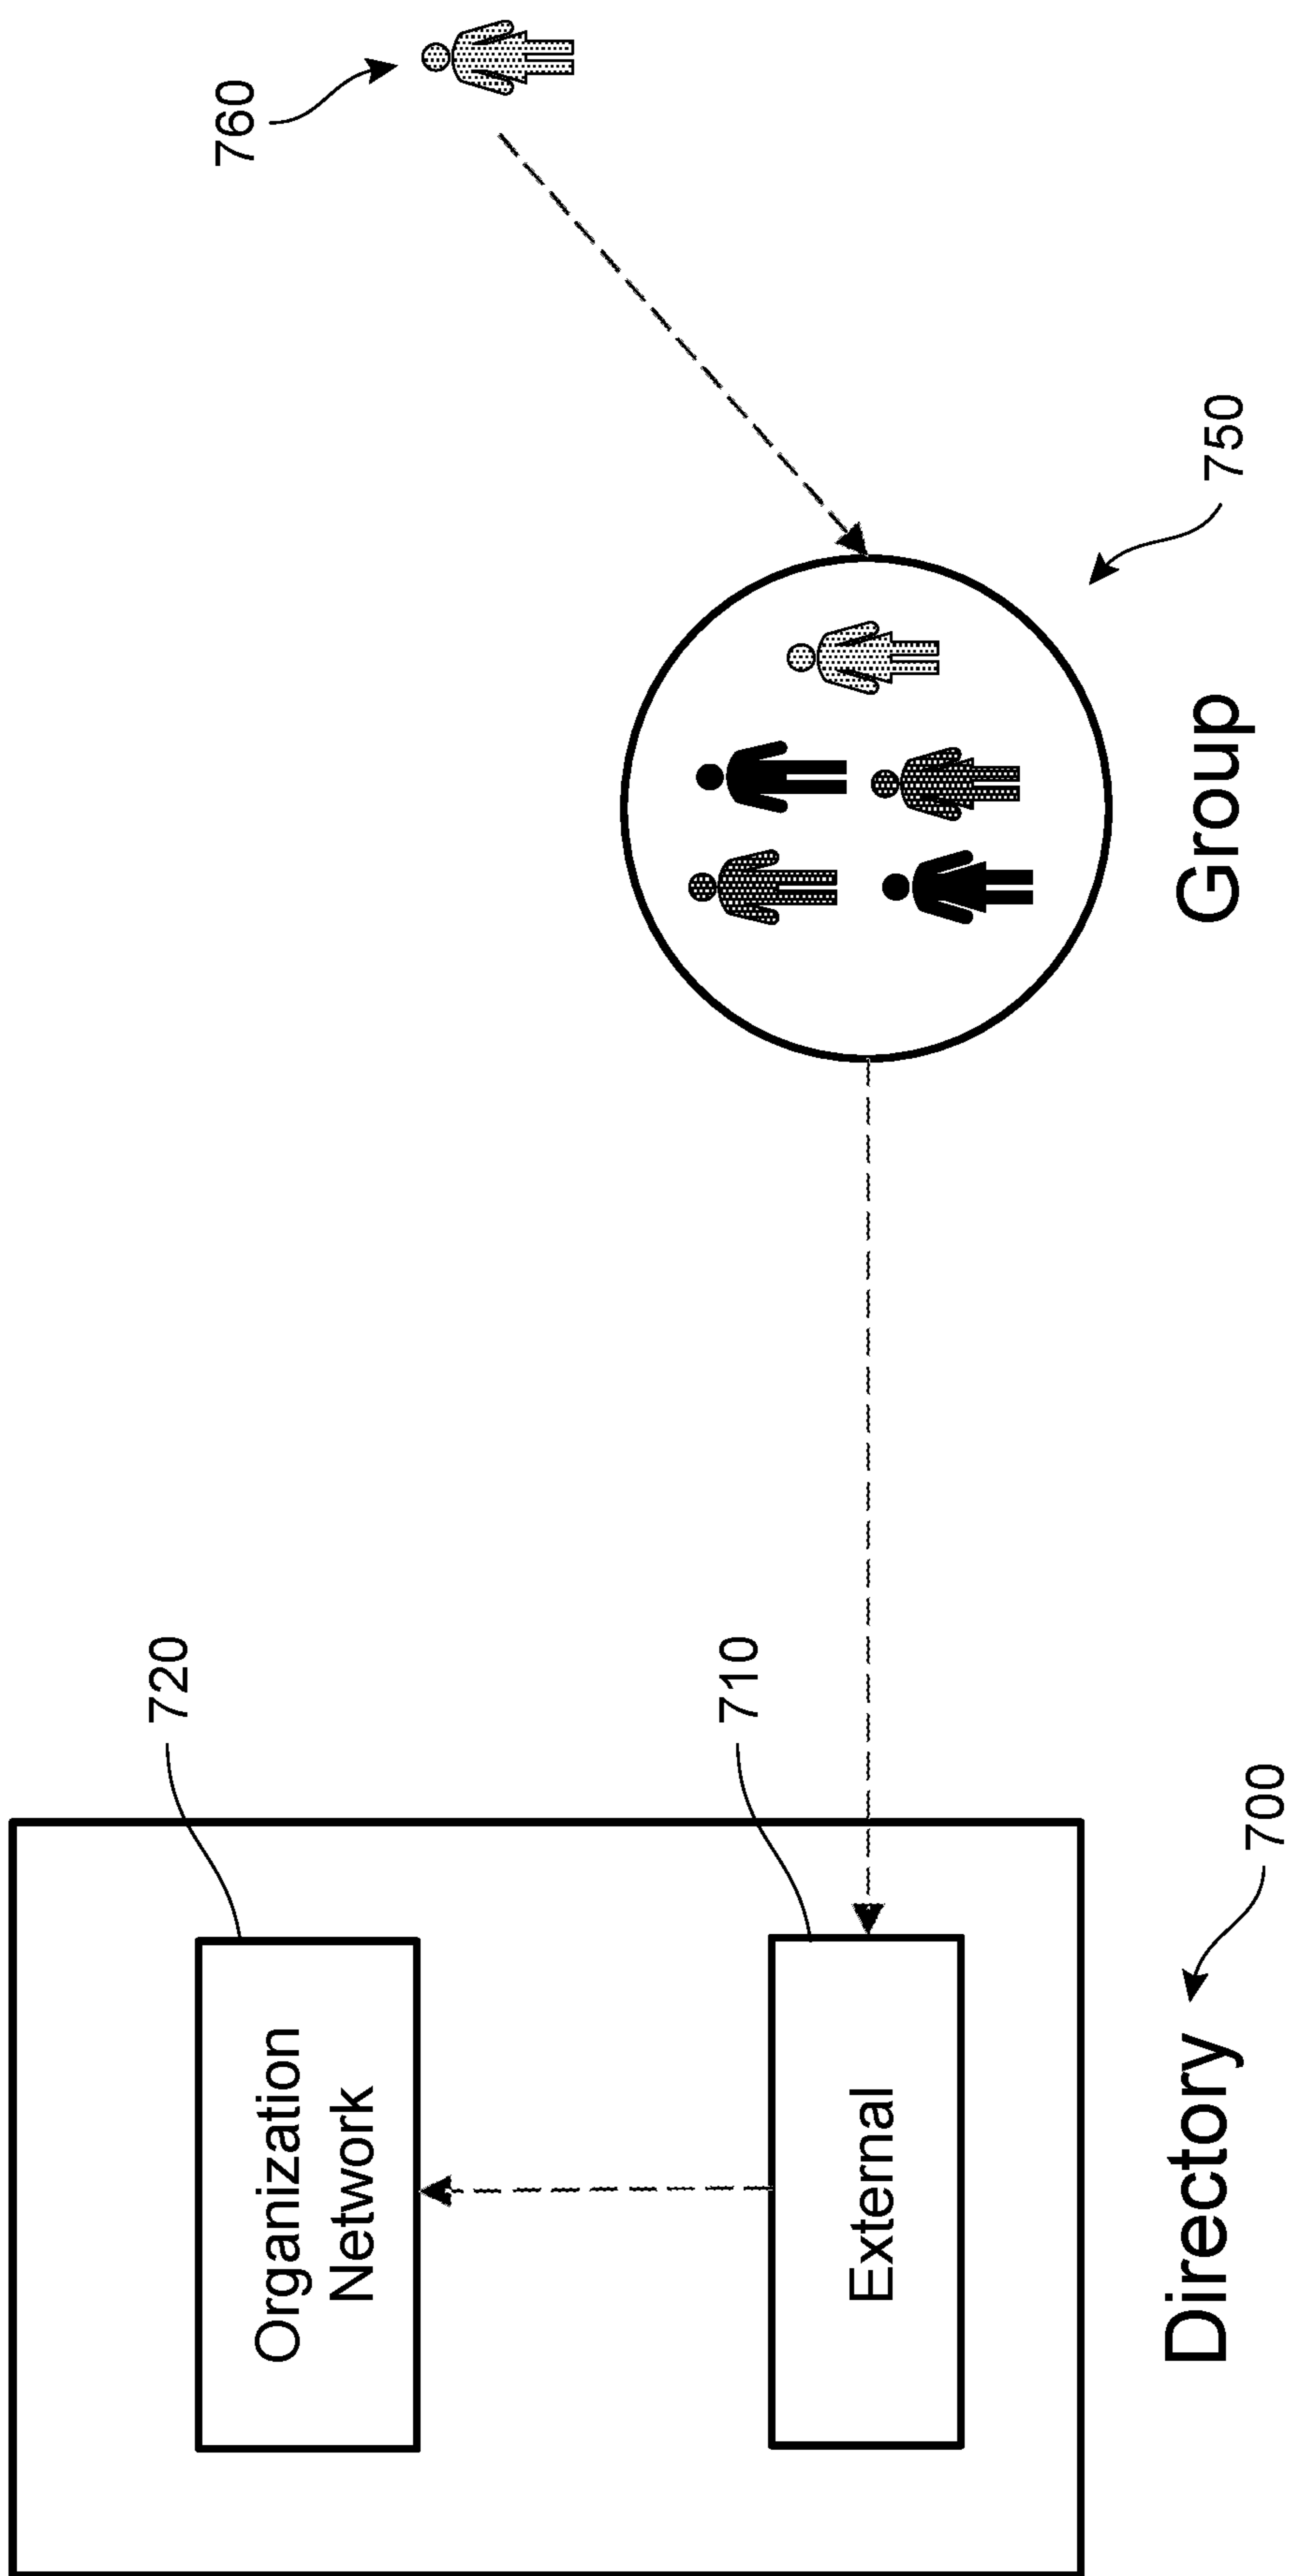 760
720
Organization
Network
710
External
750
Group
700
Directory